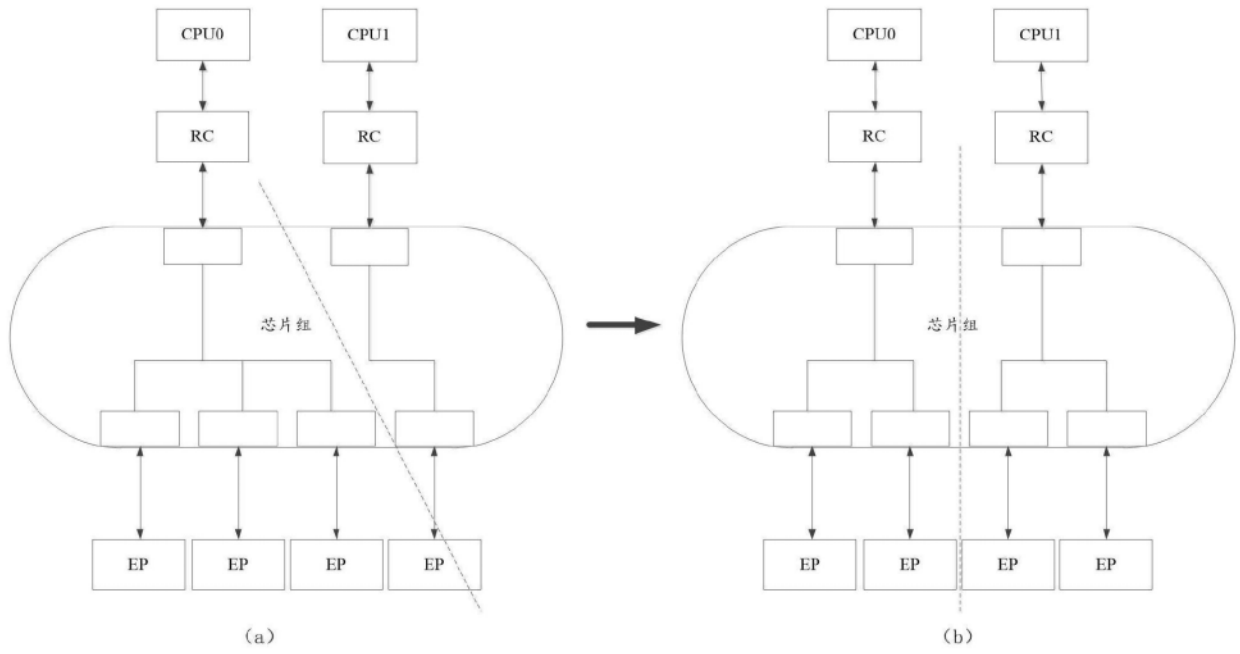 CPU0 CPU1 CPU0 CPU1
RC RC RC RC
芯片组 芯片组
EP EP EP EP EP EP EP EP
(a) (b)